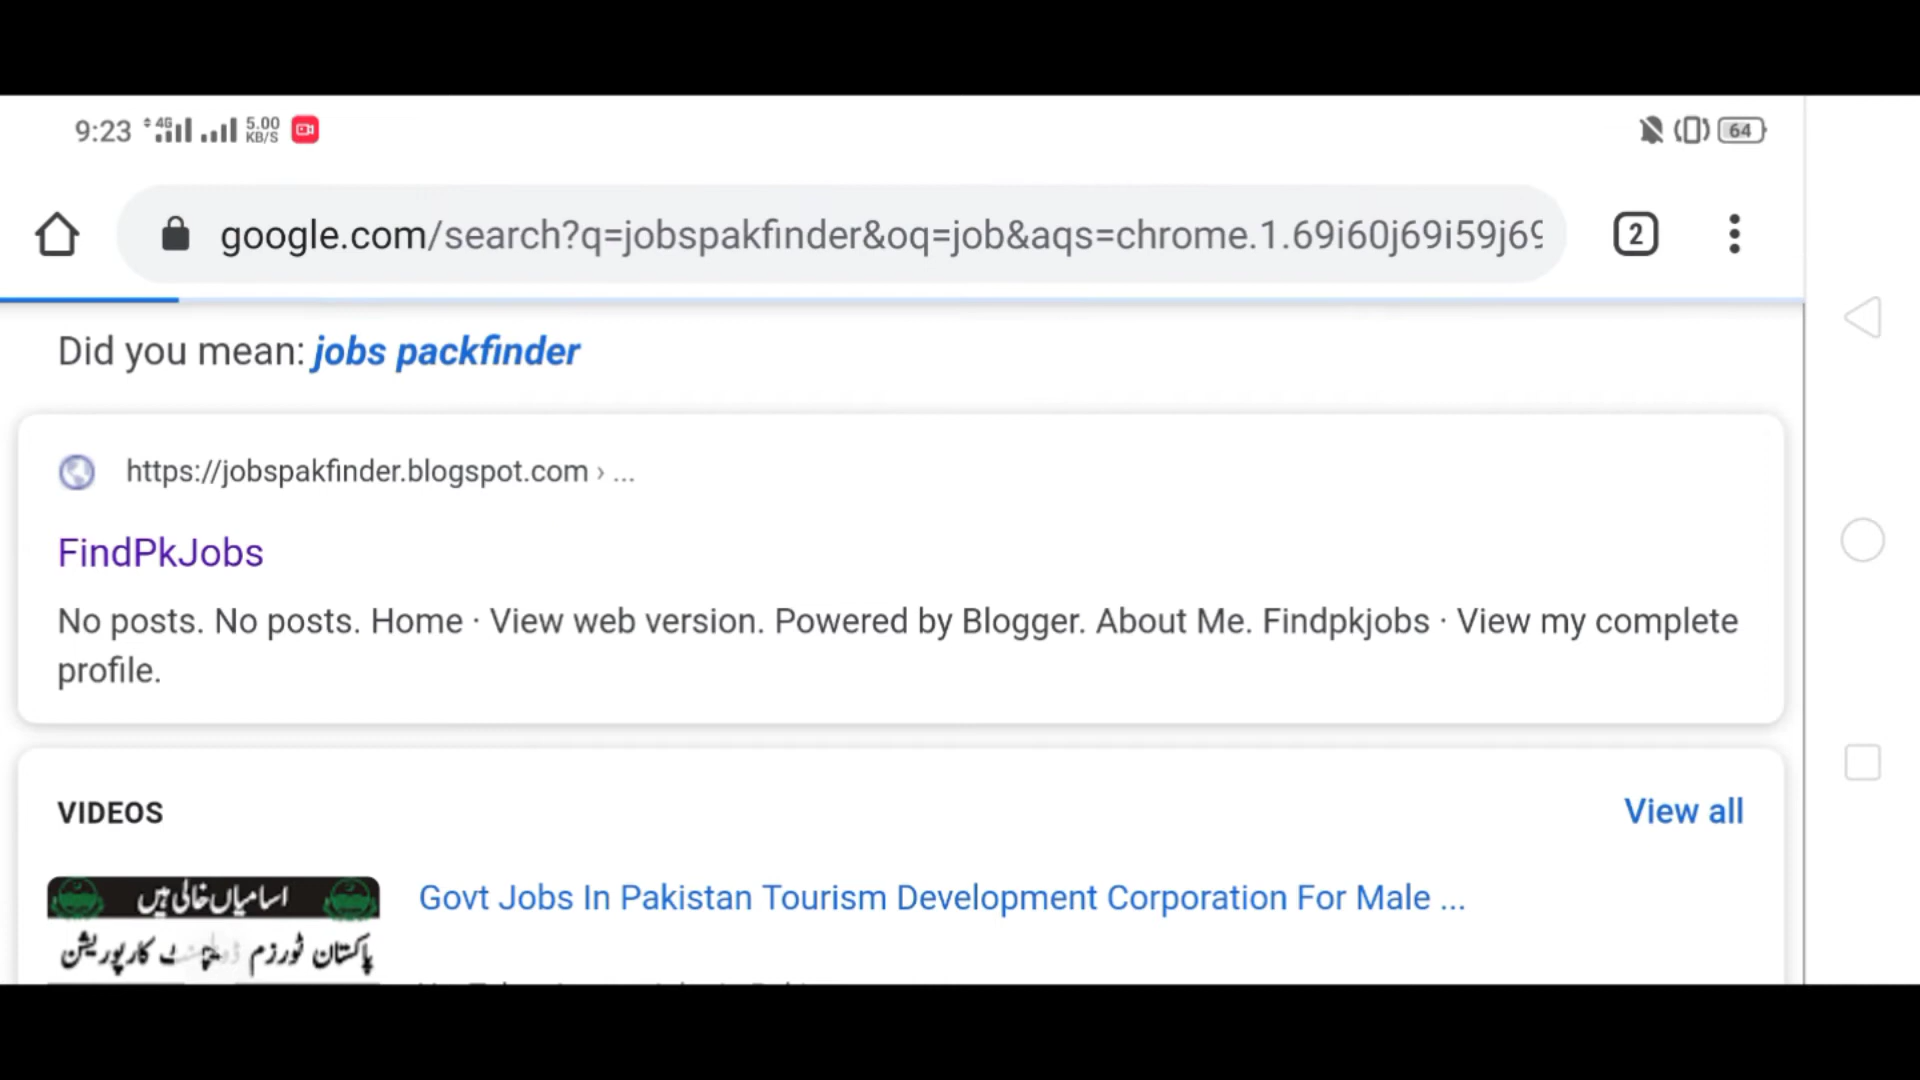 9:23 4G 5.00 KB/S 64
google.com/search?q=jobspakfinder&oq=job&aqs=chrome.1.69i60j69i59j69
2
Did you mean: jobs packfinder
https://jobspakfinder.blogspot.com › ...
FindPkJobs
No posts. No posts. Home · View web version. Powered by Blogger. About Me. Findpkjobs · View my complete
profile.
VIDEOS
View all
اسامیاں خالی ہیں
Govt Jobs In Pakistan Tourism Development Corporation For Male ...
پاکستان ٹورزم کارپوریشن